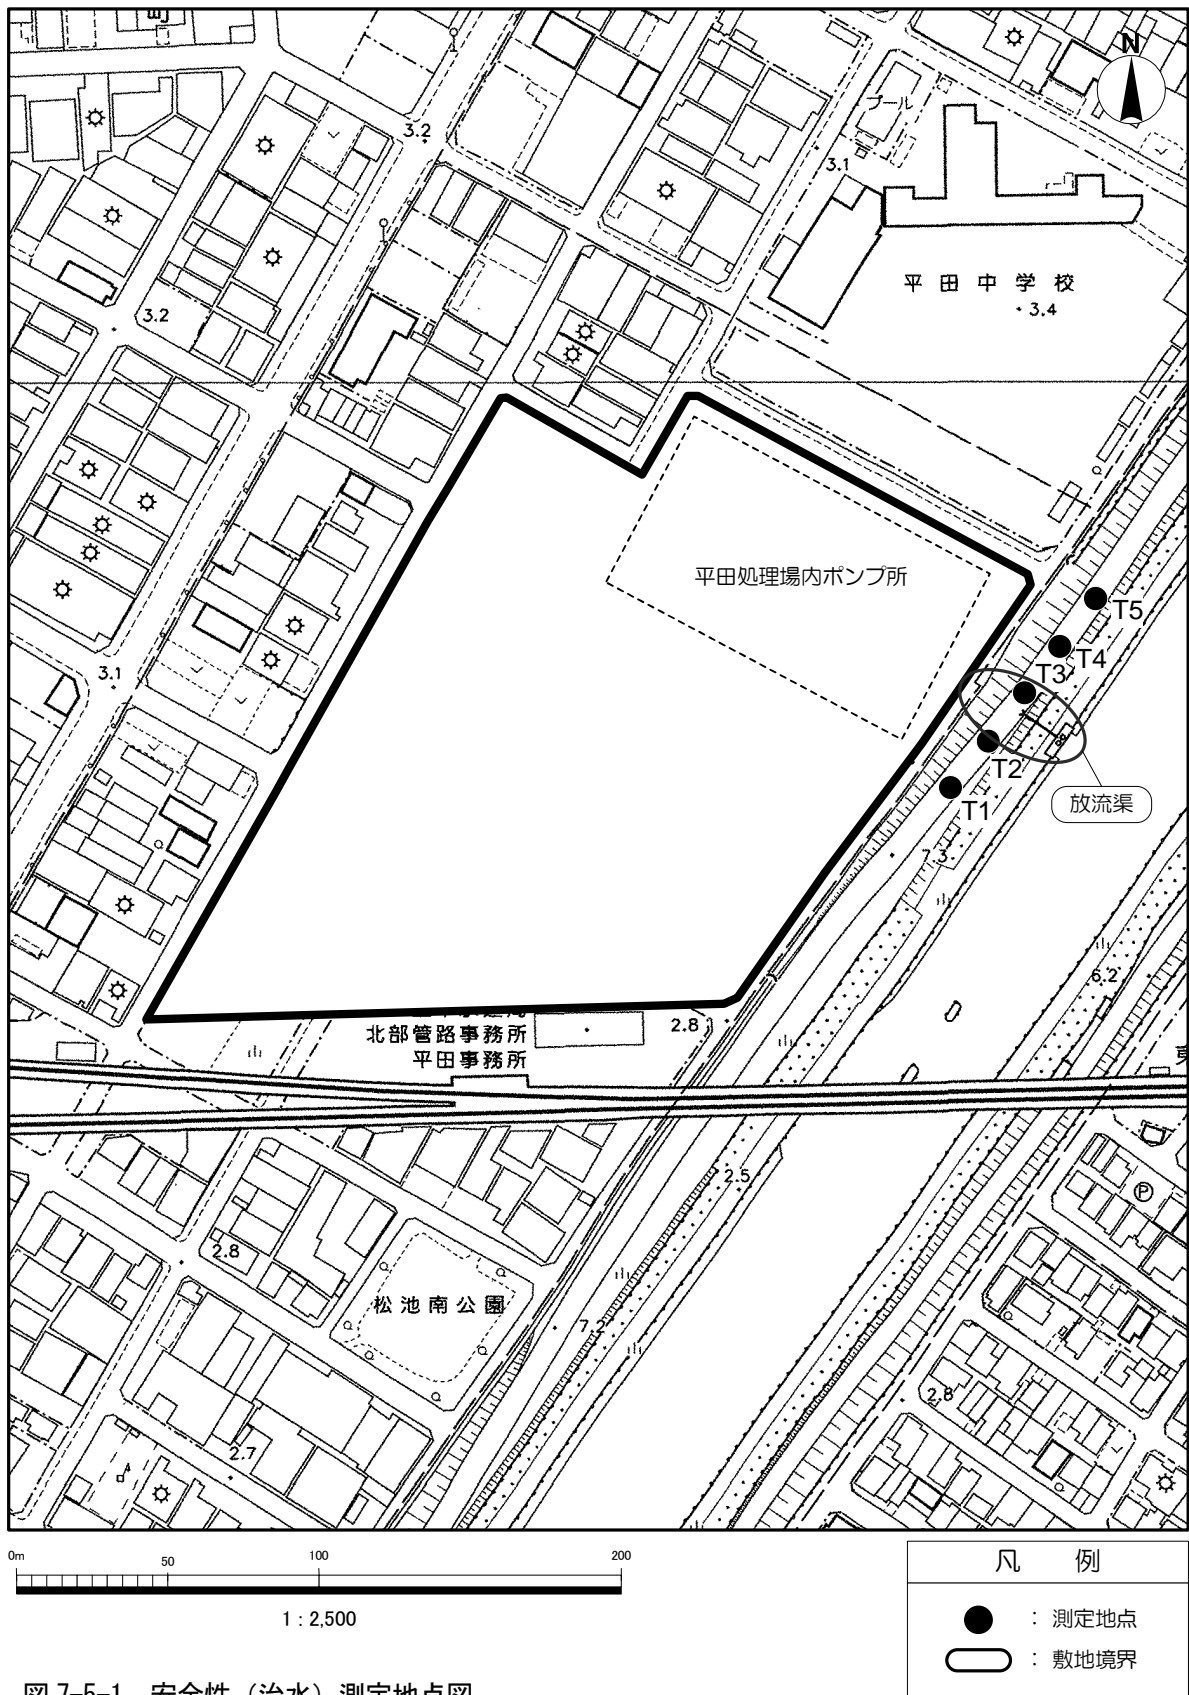 N
3.2
プール
3.1
平田中学校
3.4
3.2
平田処理場内ポンプ所
T5
T4
T3
T2
T1
放流渠
3.1
7.3
6.2
北部管路事務所
平田事務所
2.8
2.5
P
2.8
松池南公園
7.2
2.8
2.7
0m 50 100 200
1 : 2,500
凡 例
● : 測定地点
: 敷地境界
図 7-5-1 安全性(治水)測定地点図